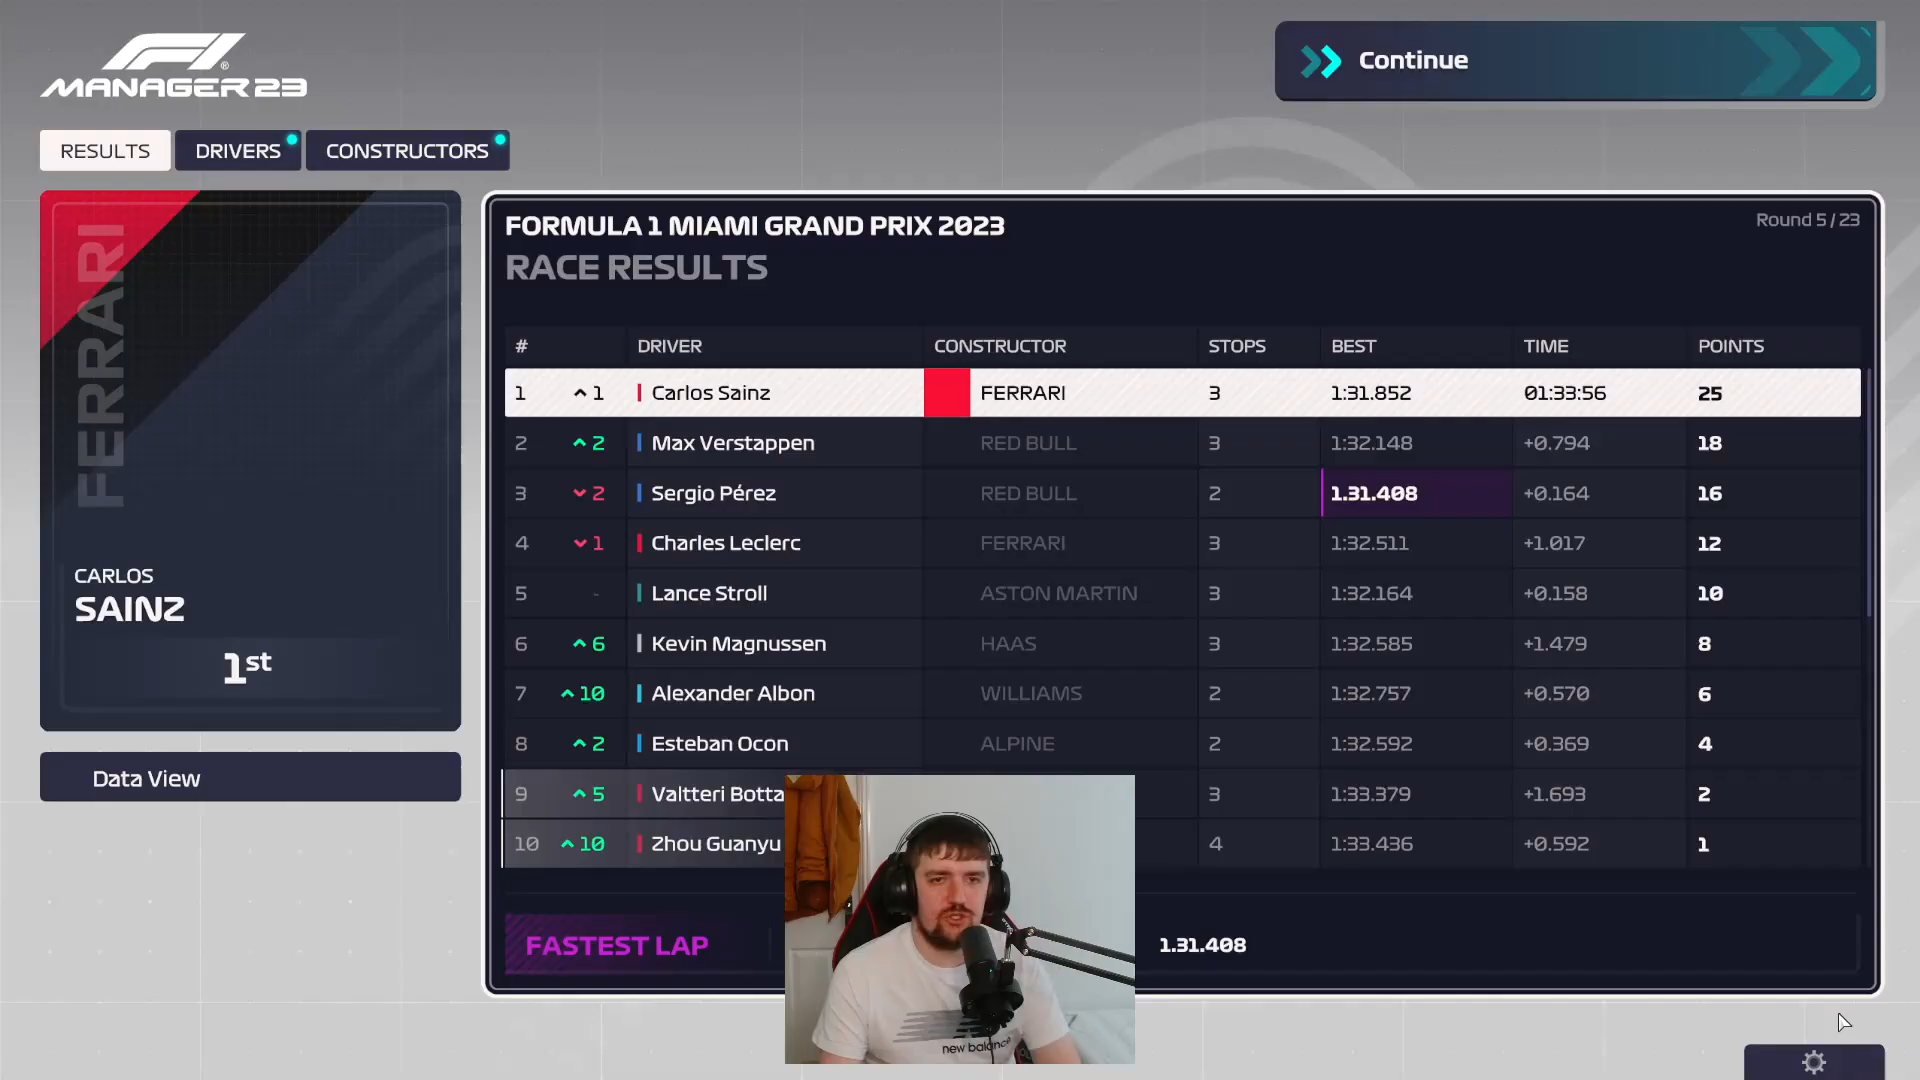 F1®
MANAGER 23
Continue
RESULTS DRIVERS CONSTRUCTORS
FERRARI
CARLOS
SAINZ
1st
Data View
FORMULA 1 MIAMI GRAND PRIX 2023
Round 5 / 23
RACE RESULTS
# DRIVER CONSTRUCTOR STOPS BEST TIME POINTS
1 1 Carlos Sainz FERRARI 3 1:31.852 01:33:56 25
2 2 Max Verstappen RED BULL 3 1:32.148 +0.794 18
3 2 Sergio Pérez RED BULL 2 1.31.408 +0.164 16
4 1 Charles Leclerc FERRARI 3 1:32.511 +1.017 12
5 - Lance Stroll ASTON MARTIN 3 1:32.164 +0.158 10
6 6 Kevin Magnussen HAAS 3 1:32.585 +1.479 8
7 10 Alexander Albon WILLIAMS 2 1:32.757 +0.570 6
8 2 Esteban Ocon ALPINE 2 1:32.592 +0.369 4
9 5 Valtteri Botta 3 1:33.379 +1.693 2
10 10 Zhou Guanyu 4 1:33.436 +0.592 1
FASTEST LAP 1.31.408
new balance